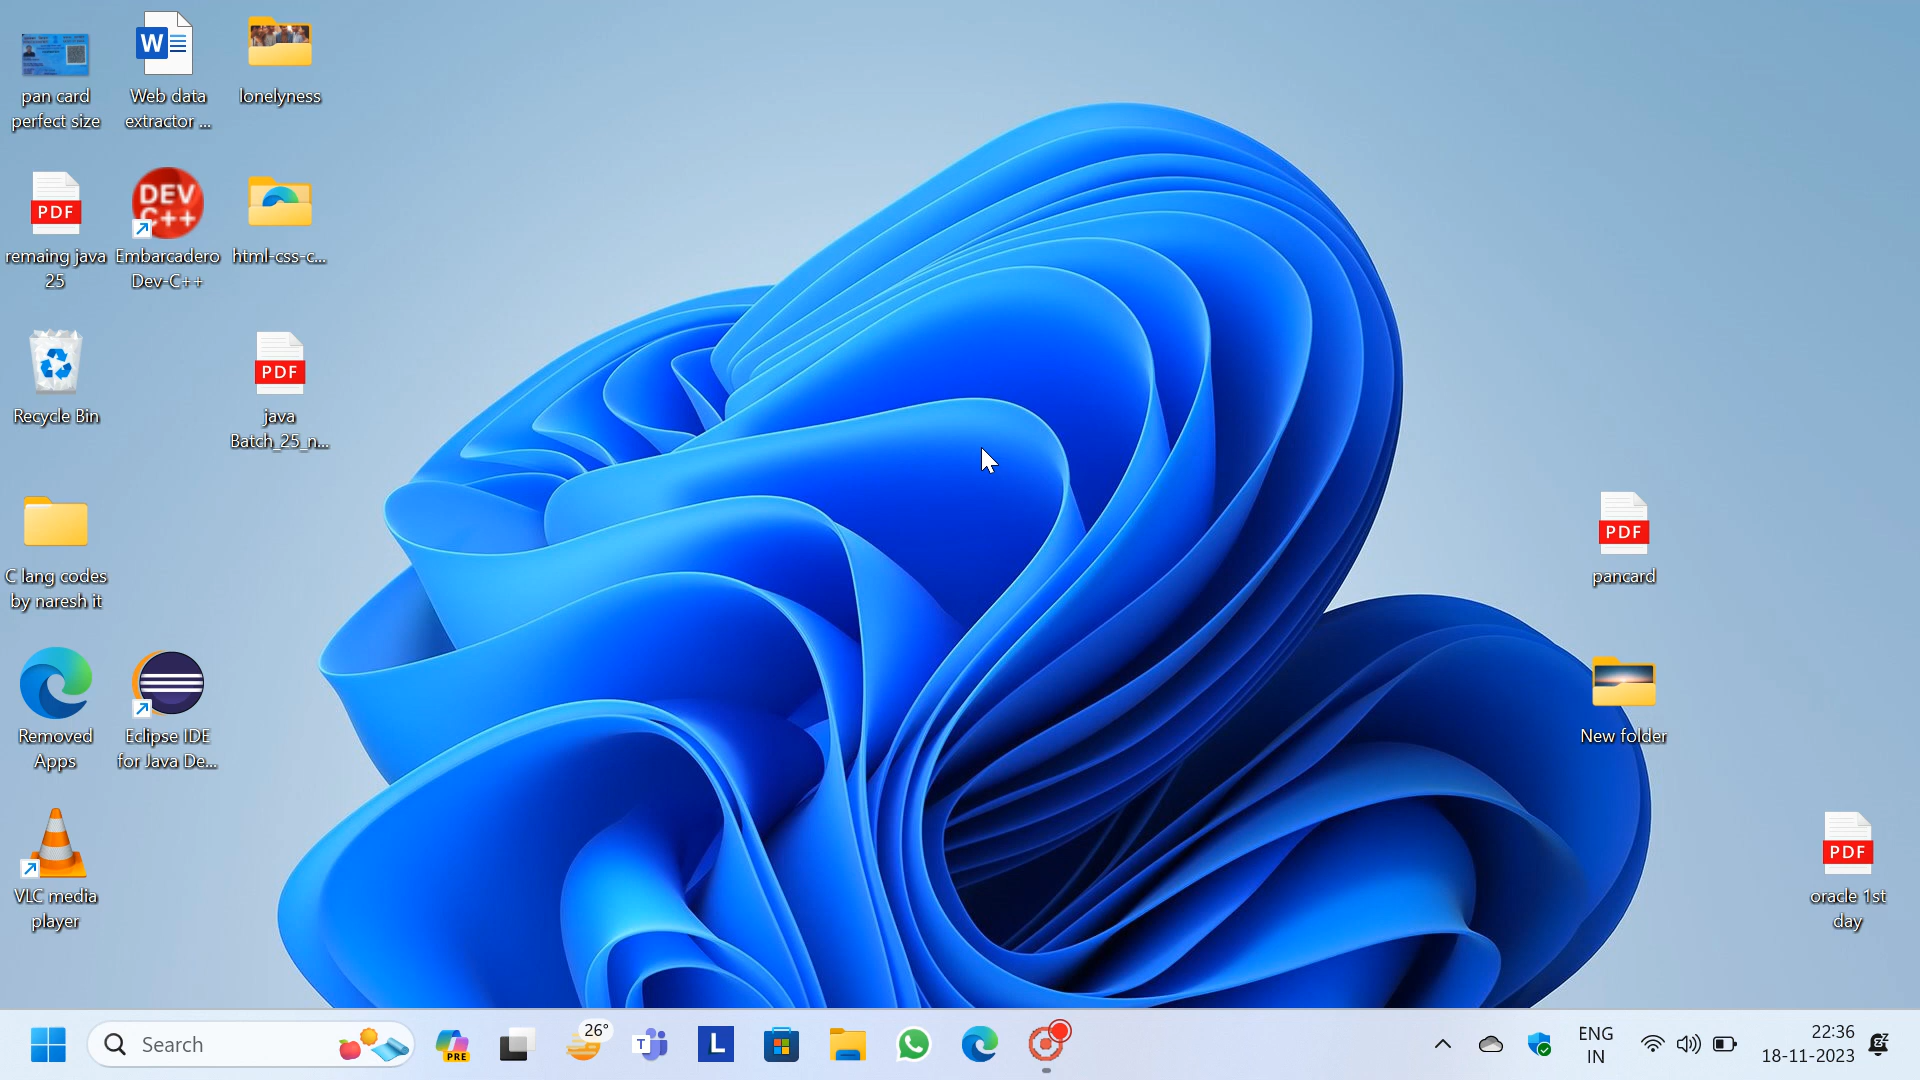 pan card
perfect size
W
Web data
extractor ...
lonelyness
PDF
remaing java
25
DEV
C++
Embarcadero
Dev-C++
html-css-c...
Recycle Bin
PDF
java
Batch_25_n...
C lang codes
by naresh it
PDF
pancard
Removed
Apps
Eclipse IDE
for Java De...
New folder
VLC media
player
PDF
oracle 1st
day
Search
PRE
26°
T
L
ENG
IN
22:36
18-11-2023